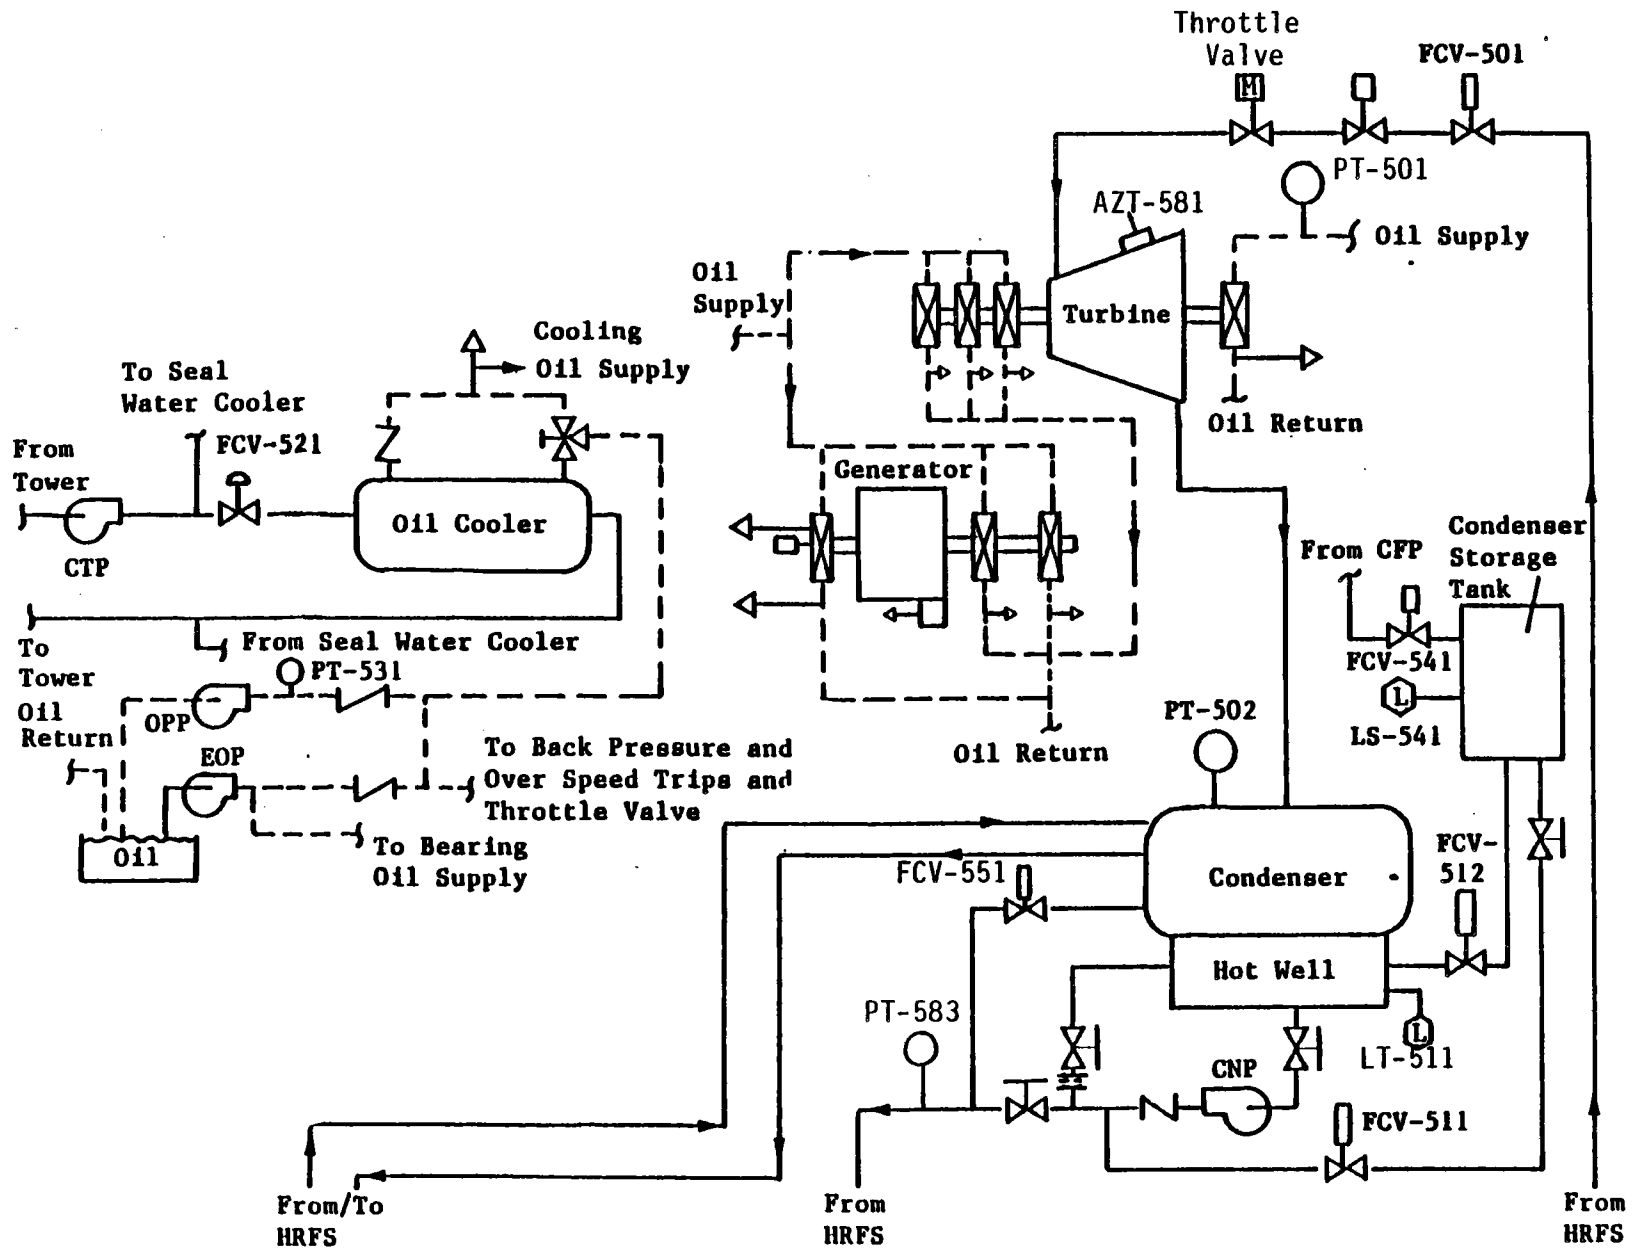 Throttle
Valve
M
FCV-501
PT-501
AZT-581
Oil Supply
Oil
Supply
Turbine
Oil Return
Cooling
Oil Supply
To Seal
Water Cooler
FCV-521
From
Tower
Oil Cooler
CTP
Generator
To
Tower
From Seal Water Cooler
PT-531
Oil
Return
OPP
EOP
To Back Pressure and
Over Speed Trips and
Throttle Valve
To Bearing
Oil Supply
Oil
Oil Return
From CFP
Condenser
Storage
Tank
FCV-541
L
LS-541
PT-502
FCV-551
Condenser
FCV-
512
Hot Well
PT-583
L
LT-511
CNP
FCV-511
From/To
HRFS
From
HRFS
From
HRFS